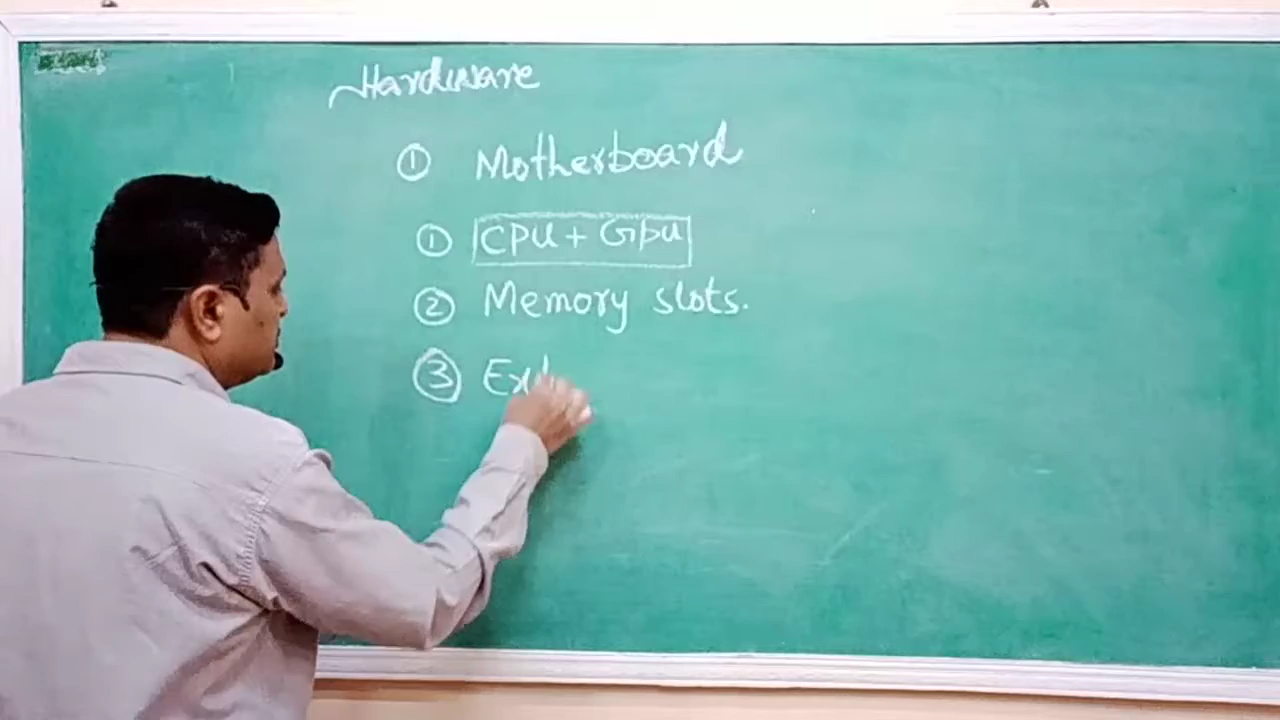 Hardware
① Motherboard
① CPU + GPU
② Memory slots.
③ Ex